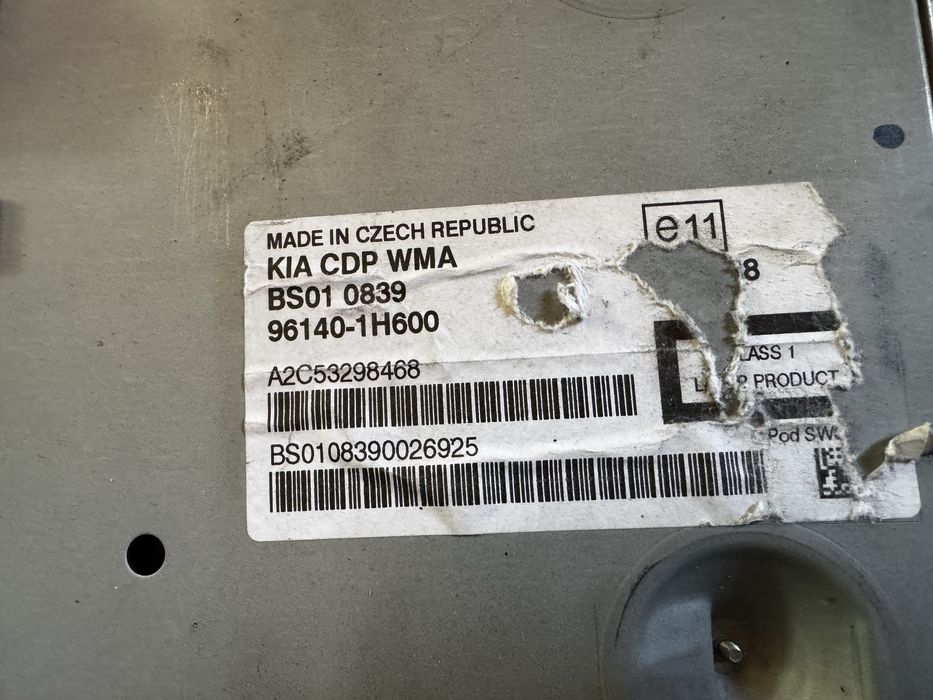 MADE IN CZECH REPUBLIC
KIA CDP WMA
BS01 0839
96140-1H600
e11
8
A2C53298468
LASS 1
PRODUCT
BS0108390026925
Pod SW